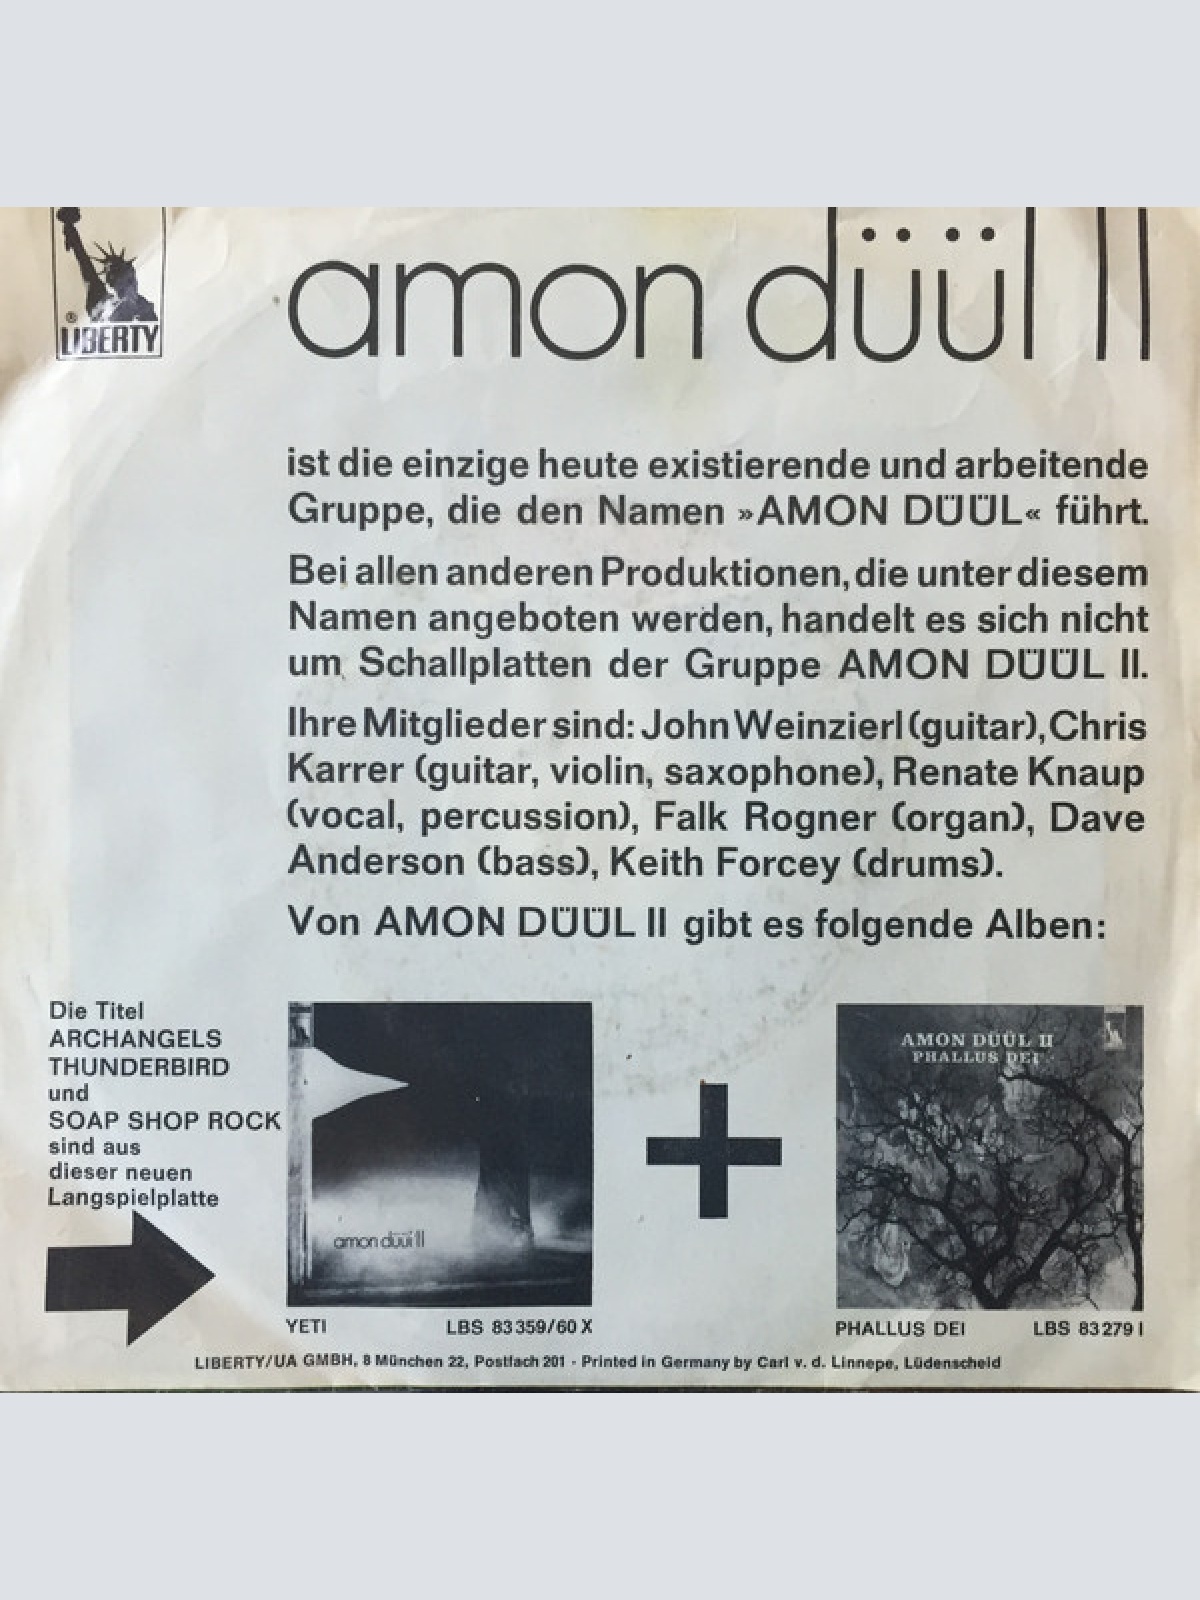 ® LIBERTY
amon düül II
ist die einzige heute existierende und arbeitende
Gruppe, die den Namen »AMON DÜÜL« führt.
Bei allen anderen Produktionen, die unter diesem
Namen angeboten werden, handelt es sich nicht
um Schallplatten der Gruppe AMON DÜÜL II.
Ihre Mitglieder sind: John Weinzierl (guitar), Chris
Karrer (guitar, violin, saxophone), Renate Knaup
(vocal, percussion), Falk Rogner (organ), Dave
Anderson (bass), Keith Forcey (drums).
Von AMON DÜÜL II gibt es folgende Alben:
Die Titel
ARCHANGELS
THUNDERBIRD
und
SOAP SHOP ROCK
sind aus
dieser neuen
Langspielplatte
amon düül II
YETI LBS 83359/60 X
+
AMON DÜÜL II
PHALLUS DEI
PHALLUS DEI LBS 83279 I
LIBERTY/UA GMBH, 8 München 22, Postfach 201 · Printed in Germany by Carl v. d. Linnepe, Lüdenscheid